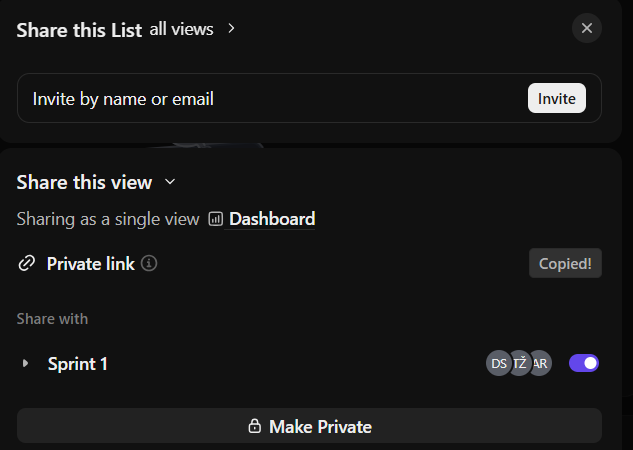 Share this List all views
Invite by name or email Invite
Share this view
Sharing as a single view Dashboard
Private link Copied!
Share with
Sprint 1 DS TŽ AR
Make Private